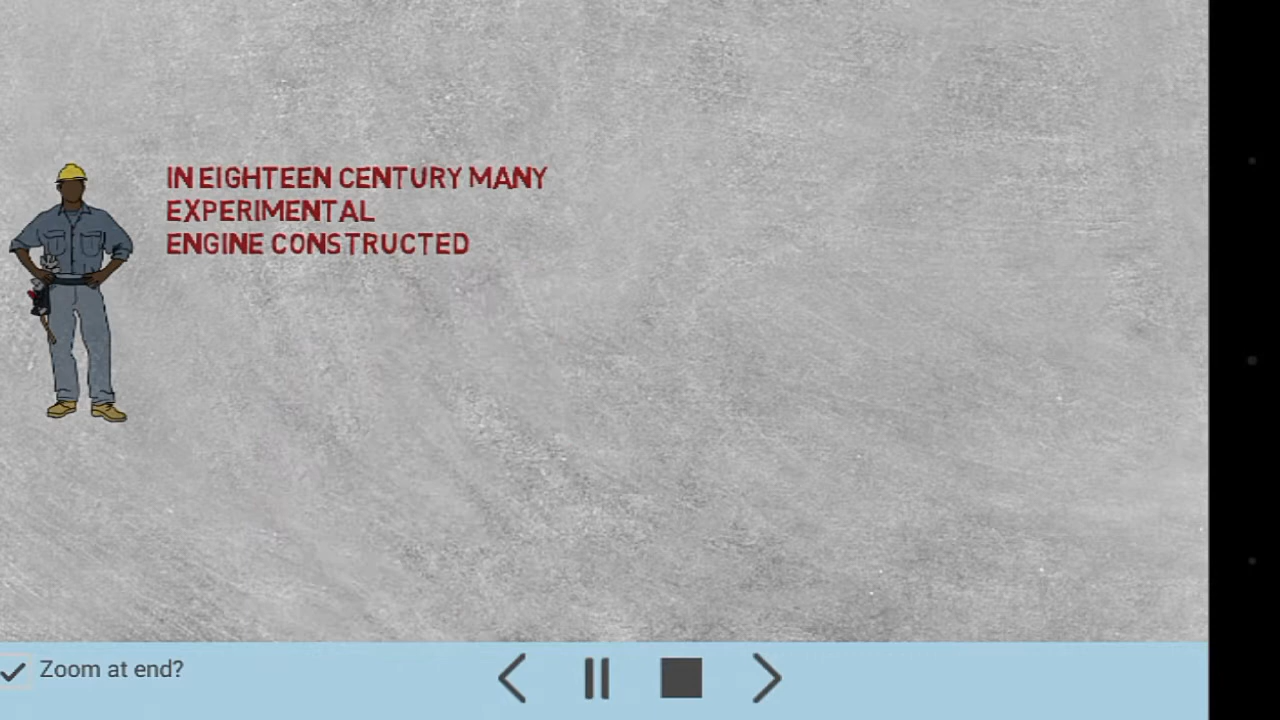 IN EIGHTEEN CENTURY MANY
EXPERIMENTAL
ENGINE CONSTRUCTED
Zoom at end?